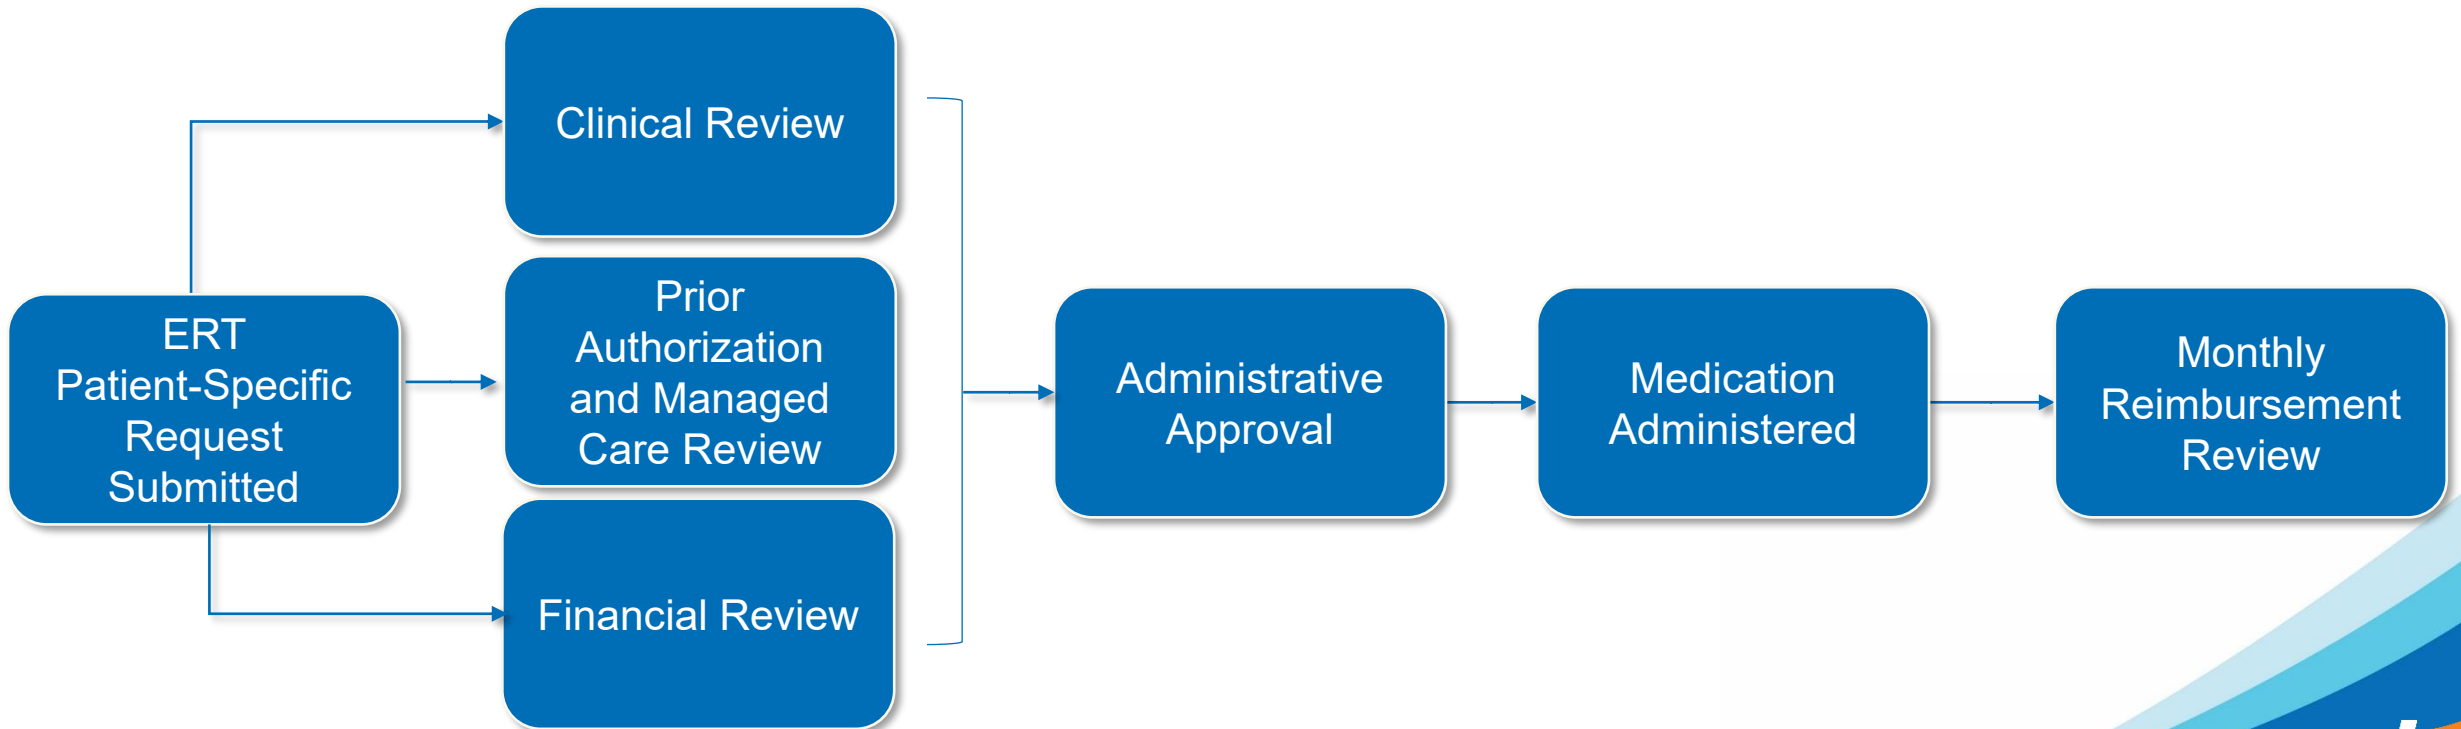 ERT
Patient-Specific
Request
Submitted
Clinical Review
Prior
Authorization
and Managed
Care Review
Financial Review
Administrative
Approval
Medication
Administered
Monthly
Reimbursement
Review